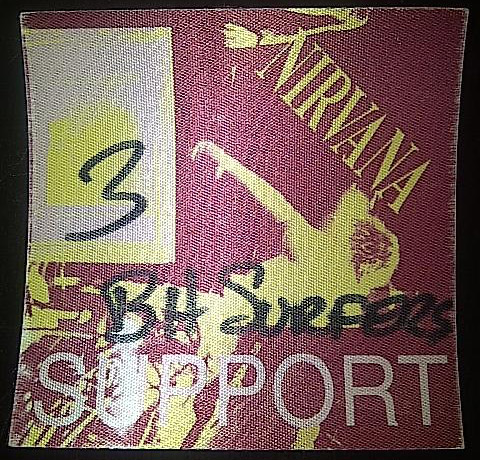 NIRVANA
3
BH SURFERS
SUPPORT